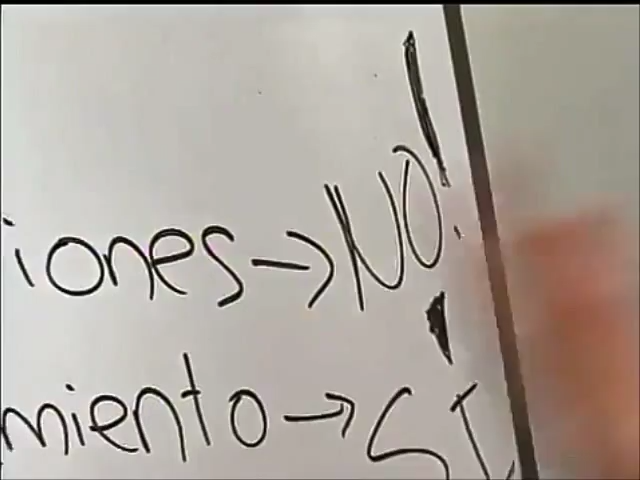 iones → NO!
miento → SI